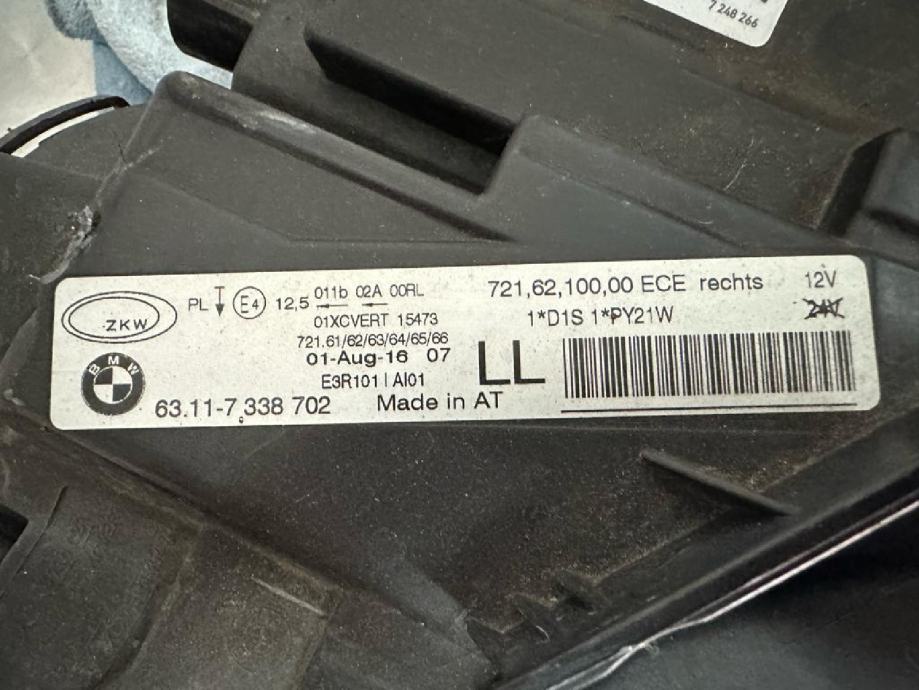 7 248 266
ZKW
PL E4 12,5 011b 02A 00RL
01XCVERT 15473
721.61/62/63/64/65/66
01-Aug-16 07
E3R101 | AI01
BMW
63.11-7,338 702
Made in AT
LL
721,62,100,00 ECE rechts 12V
1*D1S 1*PY21W 24V